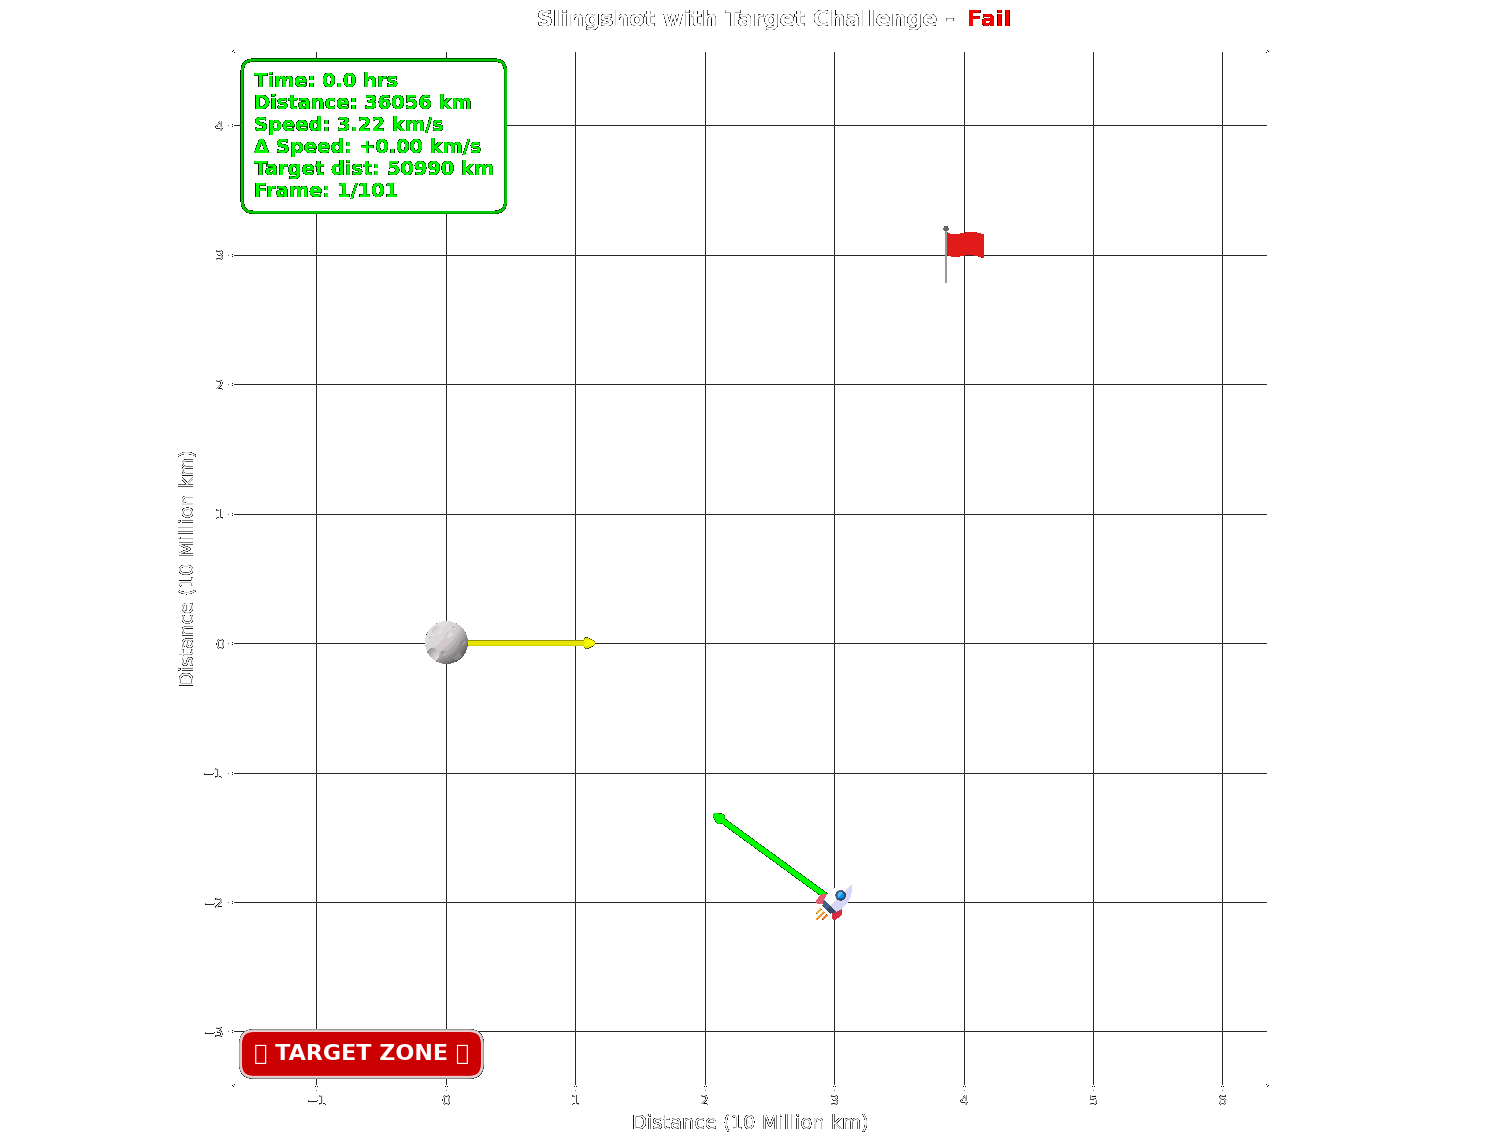 Slingshot with Target Challenge - Fail
Time: 0.0 hrs
Distance: 36056 km
Speed: 3.22 km/s
Δ Speed: +0.00 km/s
Target dist: 50990 km
Frame: 1/101
4
3
2
1
0
−1
−2
−3
Distance (10 Million km)
TARGET ZONE
−1
0
1
2
3
4
5
6
Distance (10 Million km)